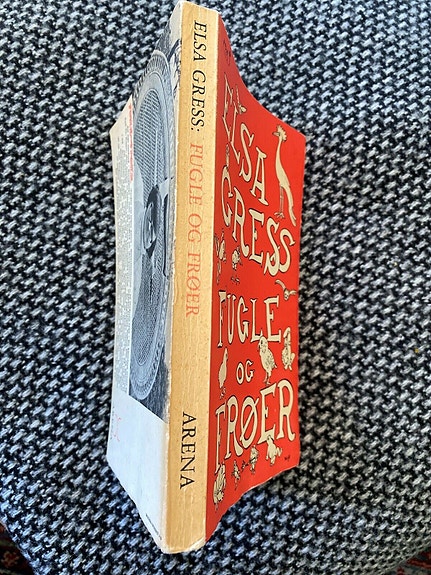 ELSA GRESS: FUGLE OG FRØER
ARENA
ELSA
GRESS
FUGLE
OG
FRØER